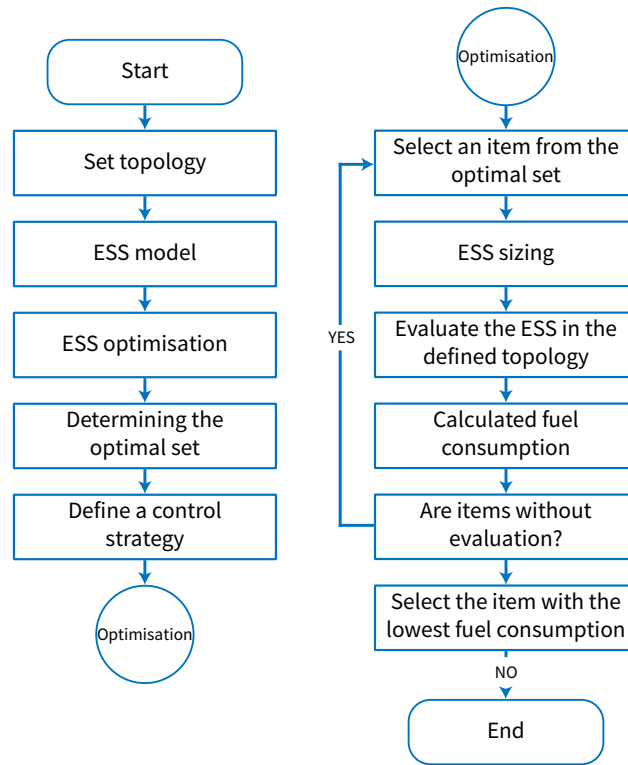 Start
Set topology
ESS model
ESS optimisation
Determining the
optimal set
Define a control
strategy
Optimisation
Optimisation
Select an item from the
optimal set
ESS sizing
Evaluate the ESS in the
defined topology
Calculated fuel
consumption
Are items without
evaluation?
YES
Select the item with the
lowest fuel consumption
NO
End